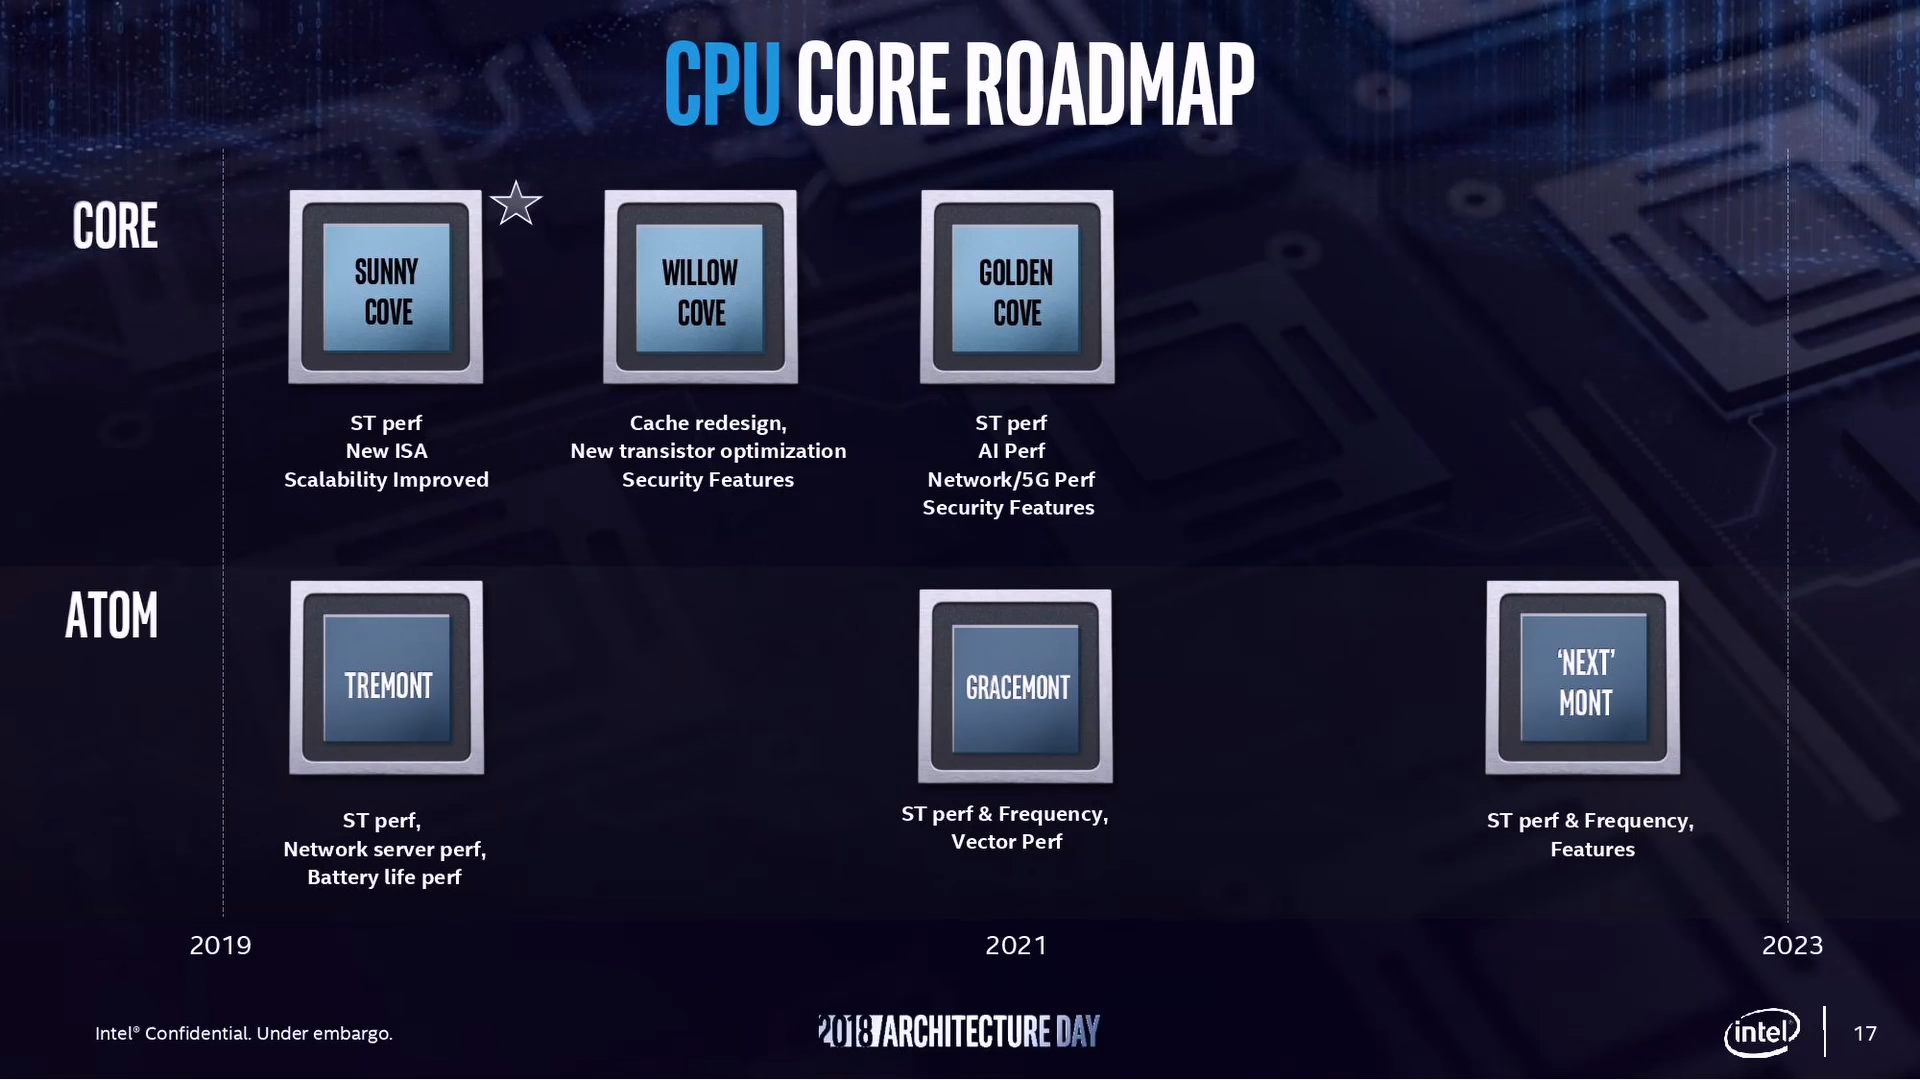 CPU CORE ROADMAP
CORE
SUNNY
COVE
WILLOW
COVE
GOLDEN
COVE
ST perf
New ISA
Scalability Improved
Cache redesign,
New transistor optimization
Security Features
ST perf
AI Perf
Network/5G Perf
Security Features
ATOM
TREMONT
GRACEMONT
‘NEXT’
MONT
ST perf,
Network server perf,
Battery life perf
ST perf & Frequency,
Vector Perf
ST perf & Frequency,
Features
2019
2021
2023
Intel® Confidential. Under embargo.
2018 ARCHITECTURE DAY
intel
17